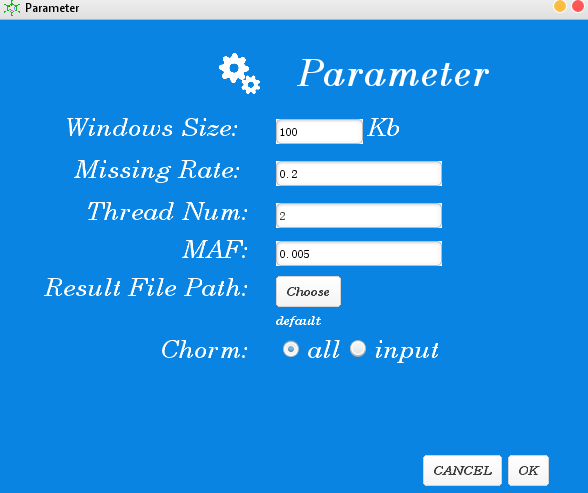 Parameter
Parameter
Windows Size: 100 Kb
Missing Rate: 0.2
Thread Num: 2
MAF: 0.005
Result File Path: Choose
default
Chorm: all input
CANCEL OK